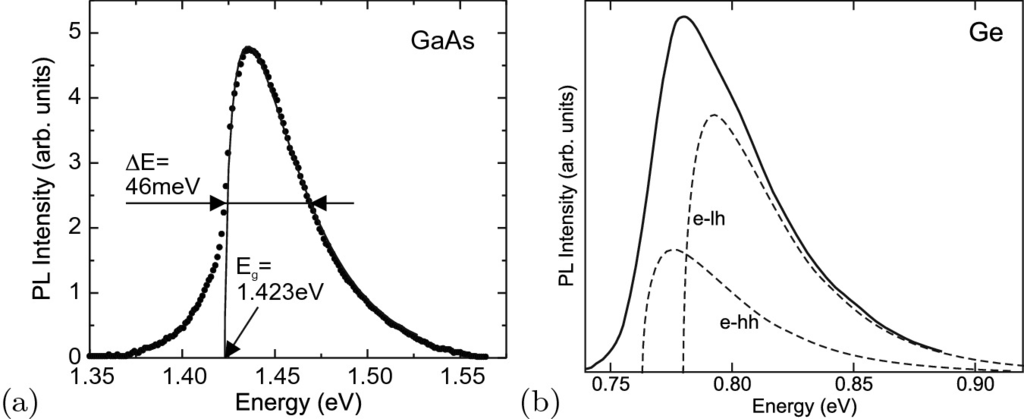 GaAs
PL Intensity (arb. units)
5
4
3
2
1
0
ΔE=
46meV
Eg=
1.423eV
1.35 1.40 1.45 1.50 1.55
Energy (eV)
(a)
Ge
PL Intensity (arb. units)
e-lh
e-hh
0.75 0.80 0.85 0.90
Energy (eV)
(b)